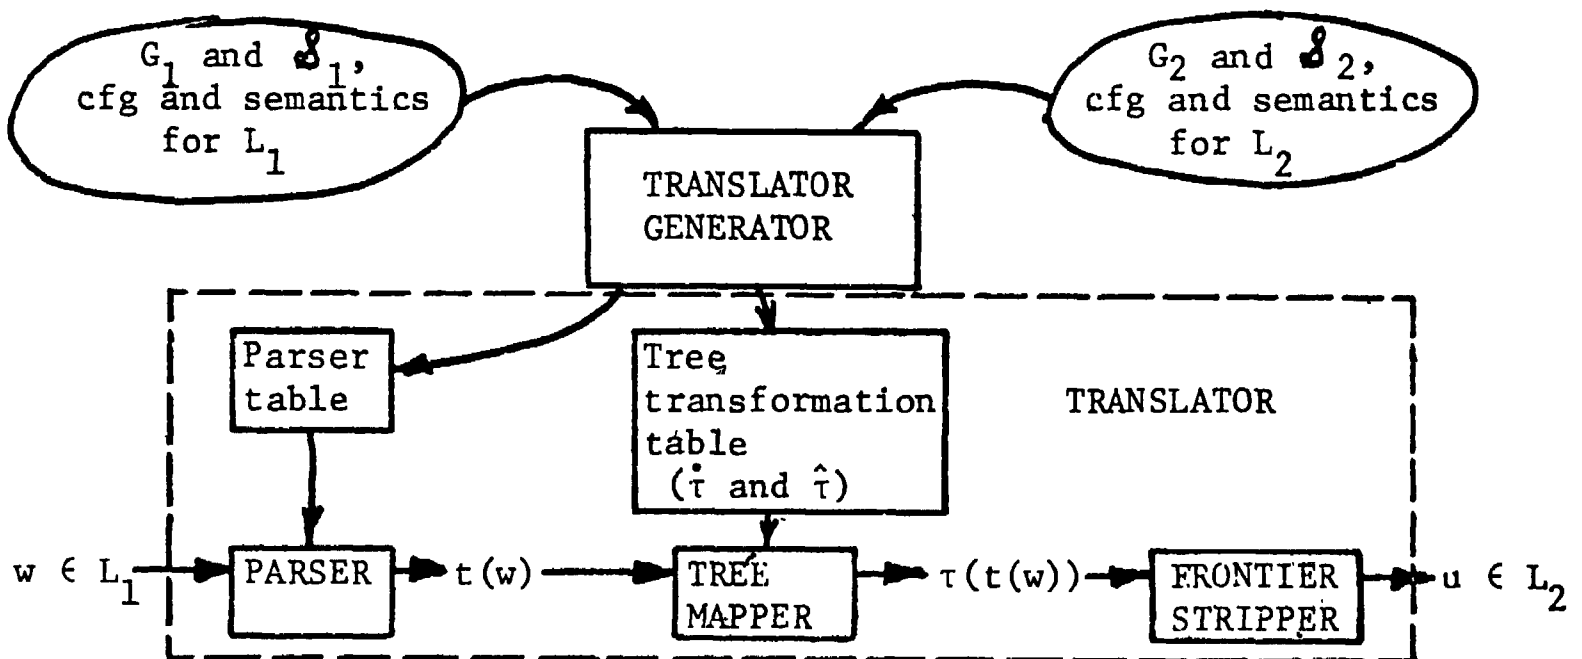 G₁ and 𝒮₁,
cfg and semantics
for L₁
G₂ and 𝒮₂,
cfg and semantics
for L₂
TRANSLATOR
GENERATOR
Parser
table
Tree
transformation
table
(τ̇ and τ̂)
TRANSLATOR
w ∈ L₁
PARSER
t(w)
TREE
MAPPER
τ(t(w))
FRONTIER
STRIPPER
u ∈ L₂